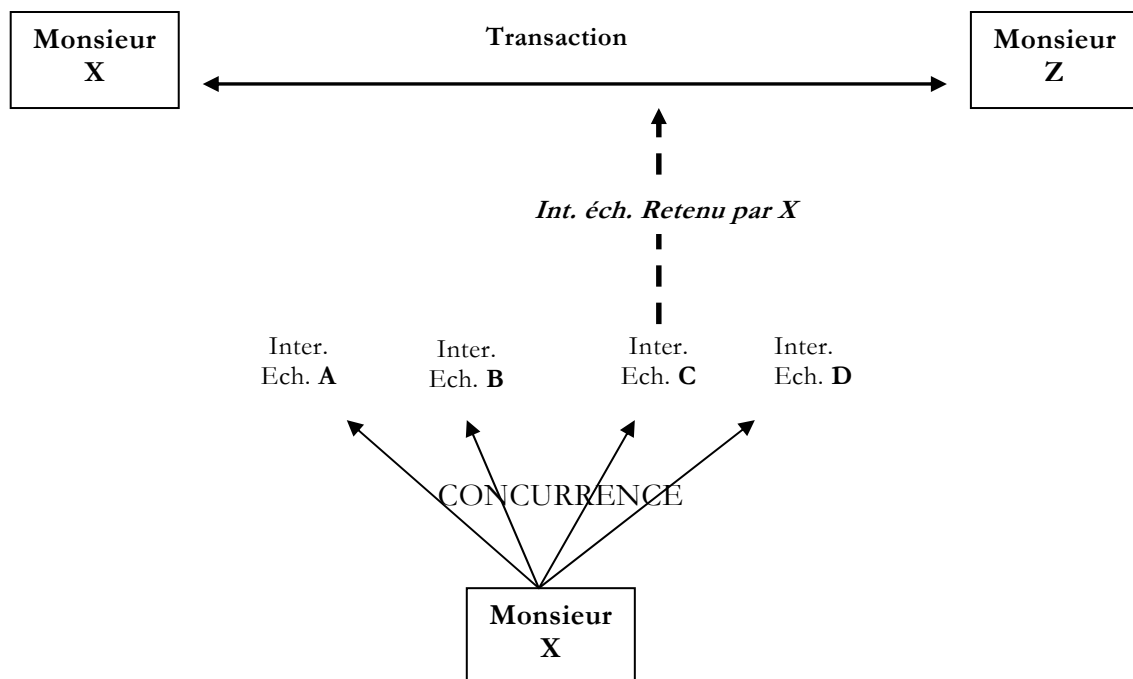 Monsieur
X
Transaction
Monsieur
Z
Int. éch. Retenu par X
Inter.
Ech. A
Inter.
Ech. B
Inter.
Ech. C
Inter.
Ech. D
CONCURRENCE
Monsieur
X